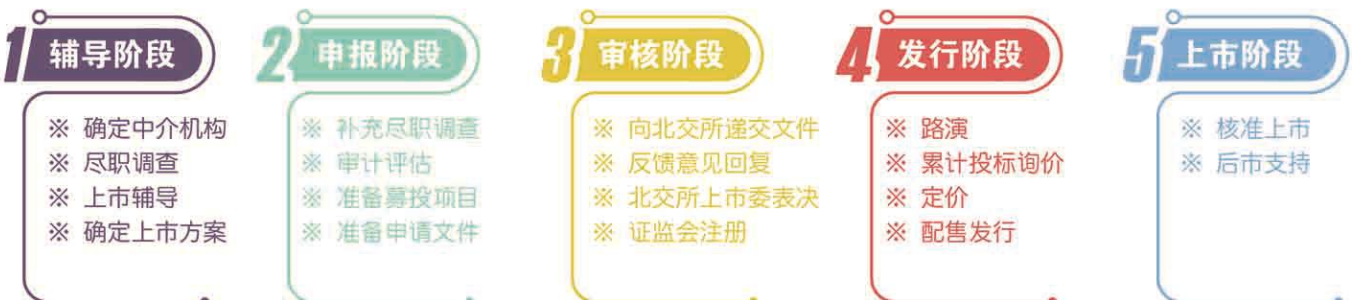 1 辅导阶段
※ 确定中介机构
※ 尽职调查
※ 上市辅导
※ 确定上市方案
2 申报阶段
※ 补充尽职调查
※ 审计评估
※ 准备募投项目
※ 准备申请文件
3 审核阶段
※ 向北交所递交文件
※ 反馈意见回复
※ 北交所上市委表决
※ 证监会注册
4 发行阶段
※ 路演
※ 累计投标询价
※ 定价
※ 配售发行
5 上市阶段
※ 核准上市
※ 后市支持